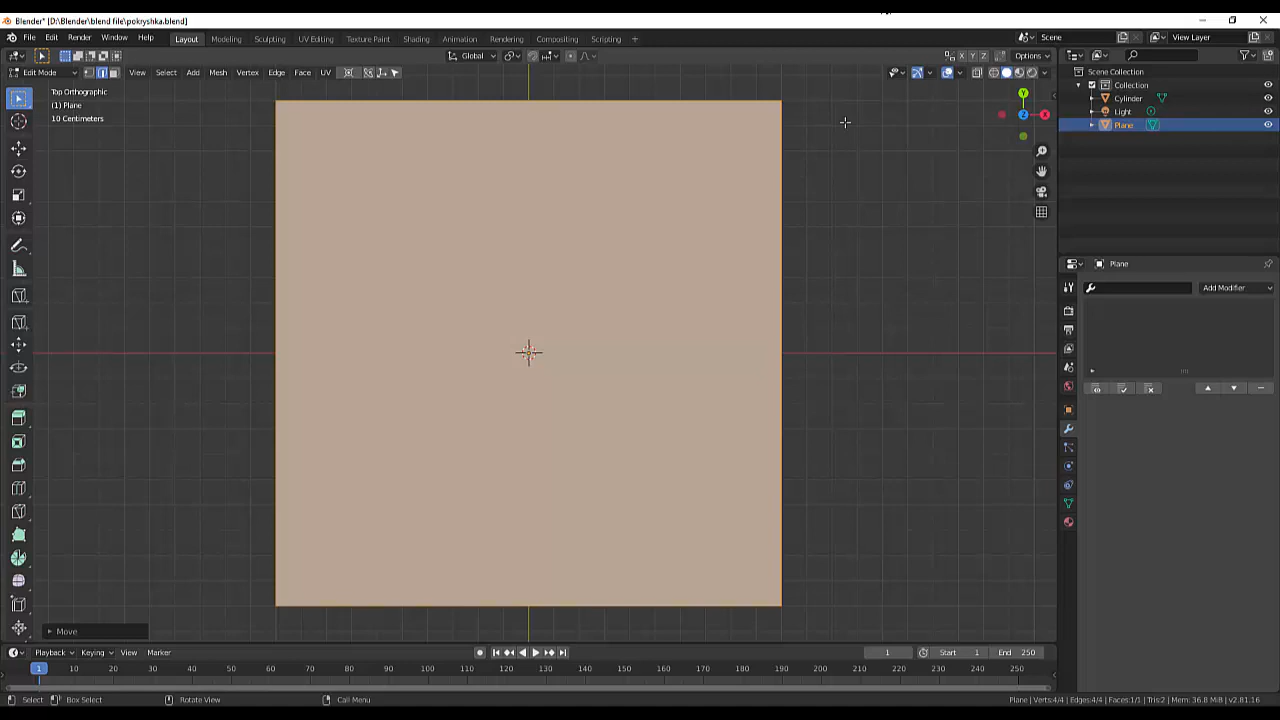 Blender* [D:\Blender\blend file\pokryshka.blend]
File Edit Render Window Help Layout Modeling Sculpting UV Editing Texture Paint Shading Animation Rendering Compositing Scripting + Scene View Layer
Global Options
Edit Mode View Select Add Mesh Vertex Edge Face UV
X Y Z
Top Orthographic
(1) Plane
10 Centimeters
Y
Z X
Scene Collection
Collection
Cylinder
Light
Plane
Plane
Add Modifier
Move
Playback Keying View Marker
1 Start 1 End 250
1 10 20 30 40 50 60 70 80 90 100 110 120 130 140 150 160 170 180 190 200 210 220 230 240 250
Select Box Select Rotate View Call Menu Plane | Verts:4/4 | Edges:4/4 | Faces:1/1 | Tris:2 | Mem: 36.8 MiB | v2.81.16